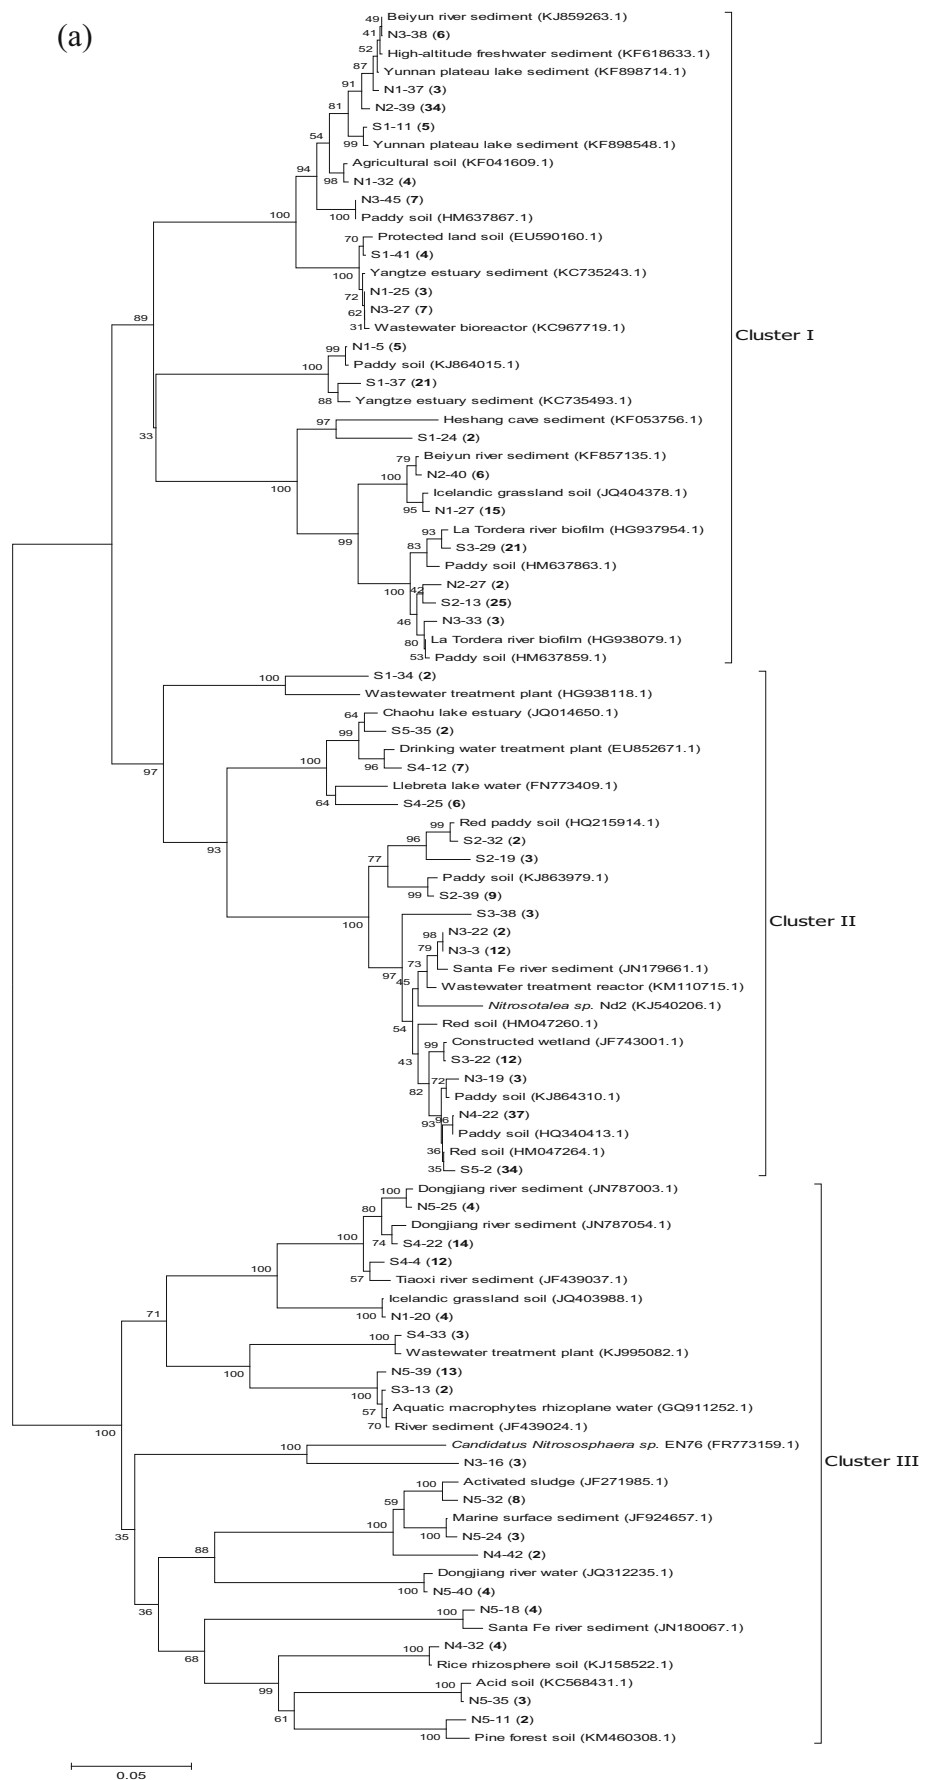 (a)
49
Beiyun river sediment (KJ859263.1)
41
N3-38 (6)
52
High-altitude freshwater sediment (KF618633.1)
87
Yunnan plateau lake sediment (KF898714.1)
91
N1-37 (3)
81
N2-39 (34)
54
S1-11 (5)
99
Yunnan plateau lake sediment (KF898548.1)
94
Agricultural soil (KF041609.1)
98
N1-32 (4)
N3-45 (7)
100
100
Paddy soil (HM637867.1)
70
Protected land soil (EU590160.1)
S1-41 (4)
100
Yangtze estuary sediment (KC735243.1)
72
N1-25 (3)
62
N3-27 (7)
89
31
Wastewater bioreactor (KC967719.1)
Cluster I
99
N1-5 (5)
100
Paddy soil (KJ864015.1)
S1-37 (21)
88
Yangtze estuary sediment (KC735493.1)
97
Heshang cave sediment (KF053756.1)
33
S1-24 (2)
79
Beiyun river sediment (KF857135.1)
100
100
N2-40 (6)
Icelandic grassland soil (JQ404378.1)
95
N1-27 (15)
93
La Tordera river biofilm (HG937954.1)
99
83
S3-29 (21)
Paddy soil (HM637863.1)
100
42
N2-27 (2)
S2-13 (25)
46
N3-33 (3)
80
La Tordera river biofilm (HG938079.1)
53
Paddy soil (HM637859.1)
100
S1-34 (2)
Wastewater treatment plant (HG938118.1)
64
Chaohu lake estuary (JQ014650.1)
99
S5-35 (2)
100
Drinking water treatment plant (EU852671.1)
97
96
S4-12 (7)
Llebreta lake water (FN773409.1)
64
S4-25 (6)
99
Red paddy soil (HQ215914.1)
93
96
S2-32 (2)
77
S2-19 (3)
Paddy soil (KJ863979.1)
99
S2-39 (9)
100
S3-38 (3)
Cluster II
98
N3-22 (2)
79
N3-3 (12)
97
73
Santa Fe river sediment (JN179661.1)
45
Wastewater treatment reactor (KM110715.1)
Nitrosotalea sp. Nd2 (KJ540206.1)
54
Red soil (HM047260.1)
99
Constructed wetland (JF743001.1)
43
S3-22 (12)
72
N3-19 (3)
82
Paddy soil (KJ864310.1)
93
96
N4-22 (37)
Paddy soil (HQ340413.1)
36
Red soil (HM047264.1)
35
S5-2 (34)
100
Dongjiang river sediment (JN787003.1)
80
N5-25 (4)
100
Dongjiang river sediment (JN787054.1)
74
S4-22 (14)
100
S4-4 (12)
57
Tiaoxi river sediment (JF439037.1)
71
Icelandic grassland soil (JQ403988.1)
100
N1-20 (4)
100
S4-33 (3)
Wastewater treatment plant (KJ995082.1)
100
N5-39 (13)
100
S3-13 (2)
57
Aquatic macrophytes rhizoplane water (GQ911252.1)
100
70
River sediment (JF439024.1)
100
Candidatus Nitrososphaera sp. EN76 (FR773159.1)
N3-16 (3)
Cluster III
100
Activated sludge (JF271985.1)
59
N5-32 (8)
100
Marine surface sediment (JF924657.1)
35
100
N5-24 (3)
88
N4-42 (2)
Dongjiang river water (JQ312235.1)
100
N5-40 (4)
36
100
N5-18 (4)
Santa Fe river sediment (JN180067.1)
68
100
N4-32 (4)
Rice rhizosphere soil (KJ158522.1)
99
100
Acid soil (KC568431.1)
N5-35 (3)
61
N5-11 (2)
100
Pine forest soil (KM460308.1)
0.05